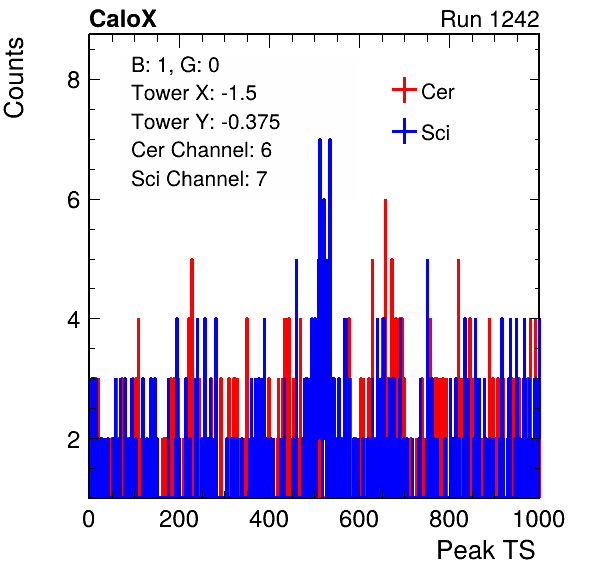 CaloX Run 1242
Counts
B: 1, G: 0
Tower X: -1.5
Tower Y: -0.375
Cer Channel: 6
Sci Channel: 7
Cer
Sci
8
6
4
2
0 200 400 600 800 1000
Peak TS